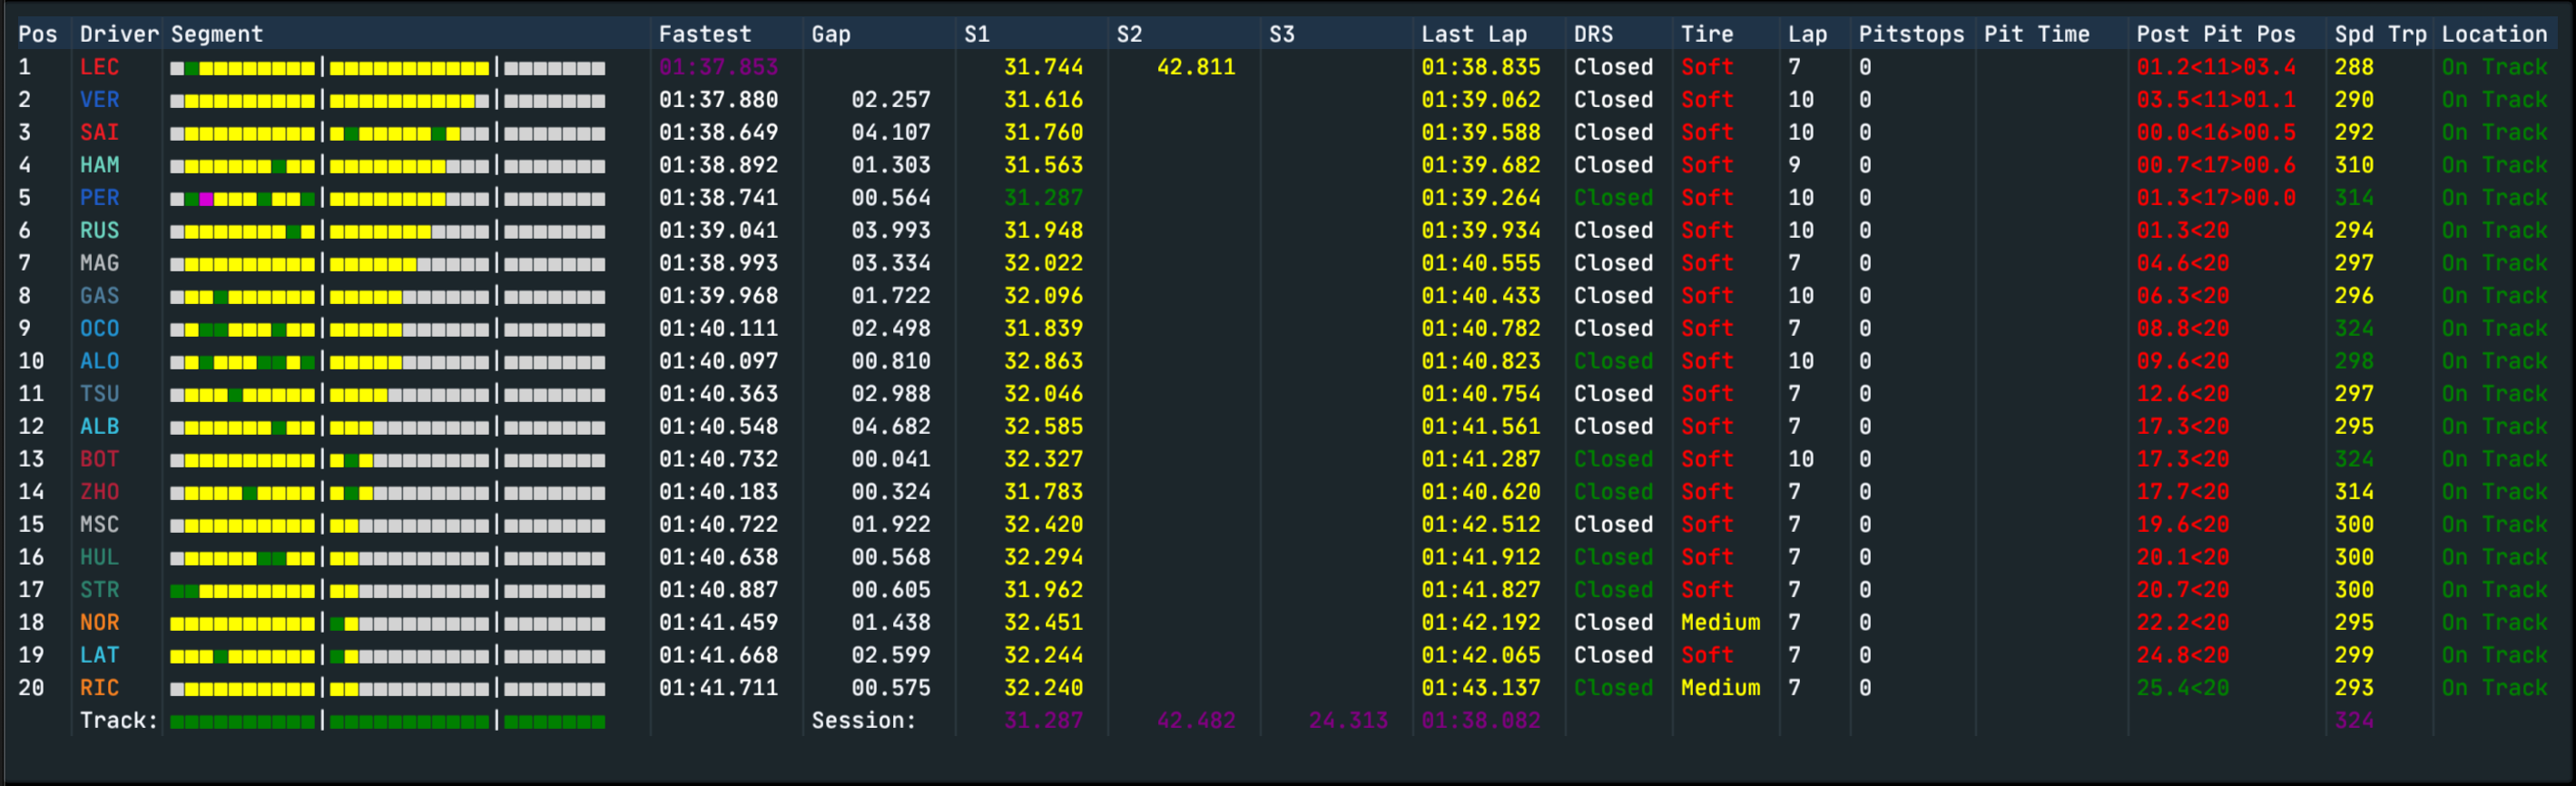 Pos Driver Segment Fastest Gap S1 S2 S3 Last Lap DRS Tire Lap Pitstops Pit Time Post Pit Pos Spd Trp Location
1 LEC 01:37.853 31.744 42.811 01:38.835 Closed Soft 7 0 01.2<11>03.4 288 On Track
2 VER 01:37.880 02.257 31.616 01:39.062 Closed Soft 10 0 03.5<11>01.1 290 On Track
3 SAI 01:38.649 04.107 31.760 01:39.588 Closed Soft 10 0 00.0<16>00.5 292 On Track
4 HAM 01:38.892 01.303 31.563 01:39.682 Closed Soft 9 0 00.7<17>00.6 310 On Track
5 PER 01:38.741 00.564 31.287 01:39.264 Closed Soft 10 0 01.3<17>00.0 314 On Track
6 RUS 01:39.041 03.993 31.948 01:39.934 Closed Soft 10 0 01.3<20 294 On Track
7 MAG 01:38.993 03.334 32.022 01:40.555 Closed Soft 7 0 04.6<20 297 On Track
8 GAS 01:39.968 01.722 32.096 01:40.433 Closed Soft 10 0 06.3<20 296 On Track
9 OCO 01:40.111 02.498 31.839 01:40.782 Closed Soft 7 0 08.8<20 324 On Track
10 ALO 01:40.097 00.810 32.863 01:40.823 Closed Soft 10 0 09.6<20 298 On Track
11 TSU 01:40.363 02.988 32.046 01:40.754 Closed Soft 7 0 12.6<20 297 On Track
12 ALB 01:40.548 04.682 32.585 01:41.561 Closed Soft 7 0 17.3<20 295 On Track
13 BOT 01:40.732 00.041 32.327 01:41.287 Closed Soft 10 0 17.3<20 324 On Track
14 ZHO 01:40.183 00.324 31.783 01:40.620 Closed Soft 7 0 17.7<20 314 On Track
15 MSC 01:40.722 01.922 32.420 01:42.512 Closed Soft 7 0 19.6<20 300 On Track
16 HUL 01:40.638 00.568 32.294 01:41.912 Closed Soft 7 0 20.1<20 300 On Track
17 STR 01:40.887 00.605 31.962 01:41.827 Closed Soft 7 0 20.7<20 300 On Track
18 NOR 01:41.459 01.438 32.451 01:42.192 Closed Medium 7 0 22.2<20 295 On Track
19 LAT 01:41.668 02.599 32.244 01:42.065 Closed Soft 7 0 24.8<20 299 On Track
20 RIC 01:41.711 00.575 32.240 01:43.137 Closed Medium 7 0 25.4<20 293 On Track
Track: Session: 31.287 42.482 24.313 01:38.082 324